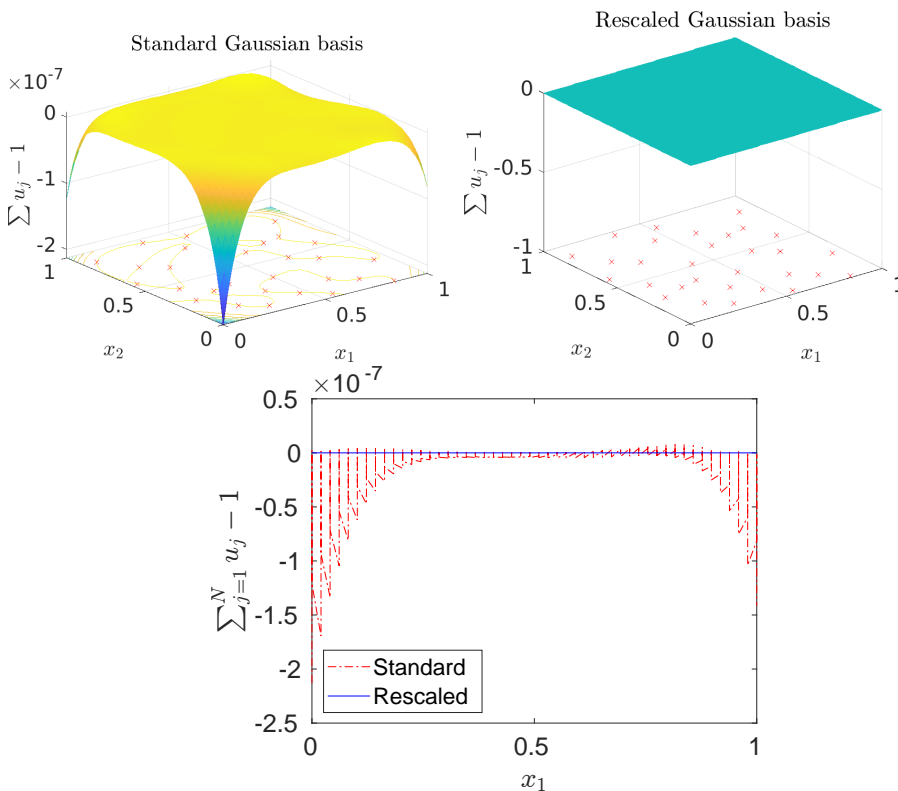 Standard Gaussian basis
×10⁻⁷
0
-1
-2
∑ u_j − 1
1
0.5
0
x₂
0
0.5
1
x₁
Rescaled Gaussian basis
0
-0.5
-1
∑ u_j − 1
1
0.5
0
x₂
0
0.5
1
x₁
×10⁻⁷
0.5
0
-0.5
-1
-1.5
-2
-2.5
∑_{j=1}^{N} u_j − 1
Standard
Rescaled
0
0.5
1
x₁